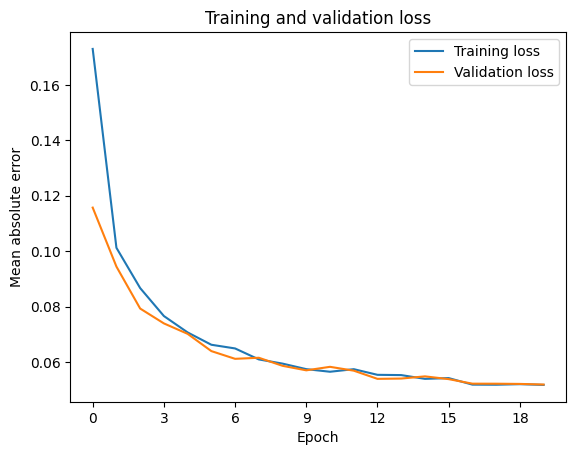 Training and validation loss
Training loss
Validation loss
Mean absolute error
0.16
0.14
0.12
0.10
0.08
0.06
0 3 6 9 12 15 18
Epoch